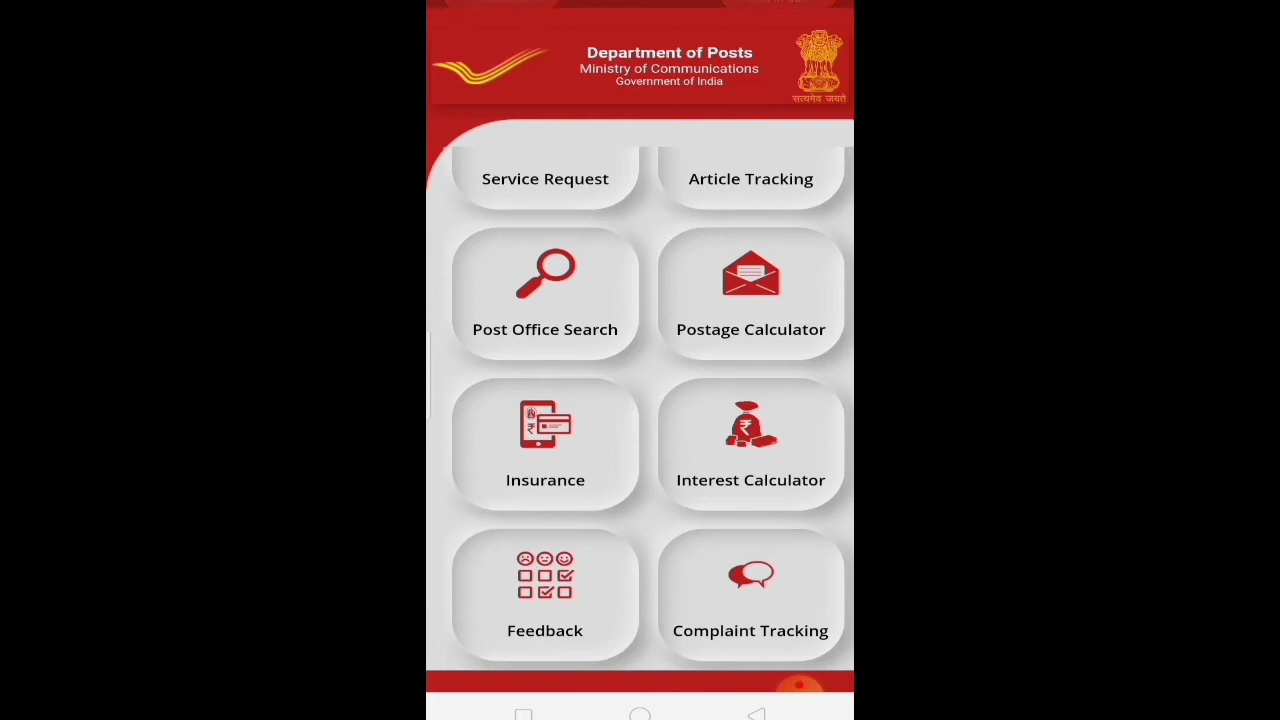 Department of Posts
Ministry of Communications
Government of India
सत्यमेव जयते
Service Request
Article Tracking
Post Office Search
Postage Calculator
₹
Insurance
₹
Interest Calculator
Feedback
Complaint Tracking